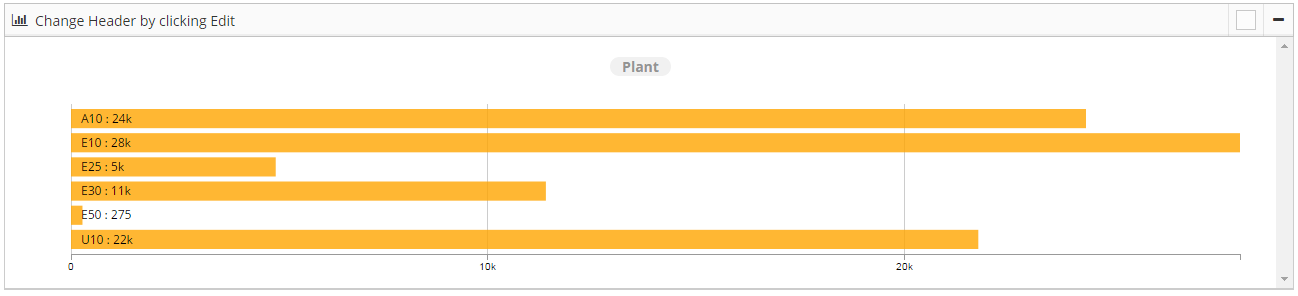 Change Header by clicking Edit
Plant
A10 : 24k
E10 : 28k
E25 : 5k
E30 : 11k
E50 : 275
U10 : 22k
0 10k 20k